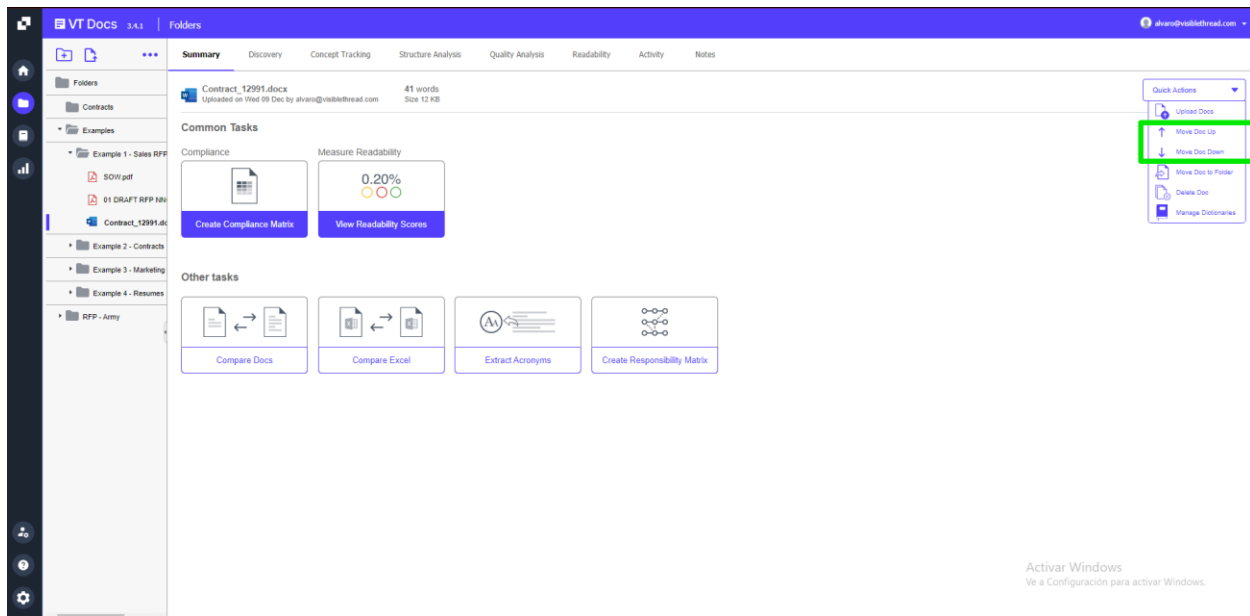 VT Docs 3.4.1 Folders
alvaro@visiblethread.com
Summary Discovery Concept Tracking Structure Analysis Quality Analysis Readability Activity Notes
Folders
Contracts
Examples
Example 1 - Sales RFP
SOW.pdf
01 DRAFT RFP
Contract_12991.dc
Example 2 - Contracts
Example 3 - Marketing
Example 4 - Resumes
RFP - Army
Contract_12991.docx 41 words
Uploaded on Wed 09 Dec by alvaro@visiblethread.com Size 12 KB
Quick Actions
Upload Docs
Move Doc Up
Move Doc Down
Move Doc to Folder
Delete Doc
Manage Dictionaries
Common Tasks
Compliance Measure Readability
0.20%
Create Compliance Matrix View Readability Scores
Other tasks
Compare Docs Compare Excel Extract Acronyms Create Responsibility Matrix
Activar Windows
Ve a Configuración para activar Windows.